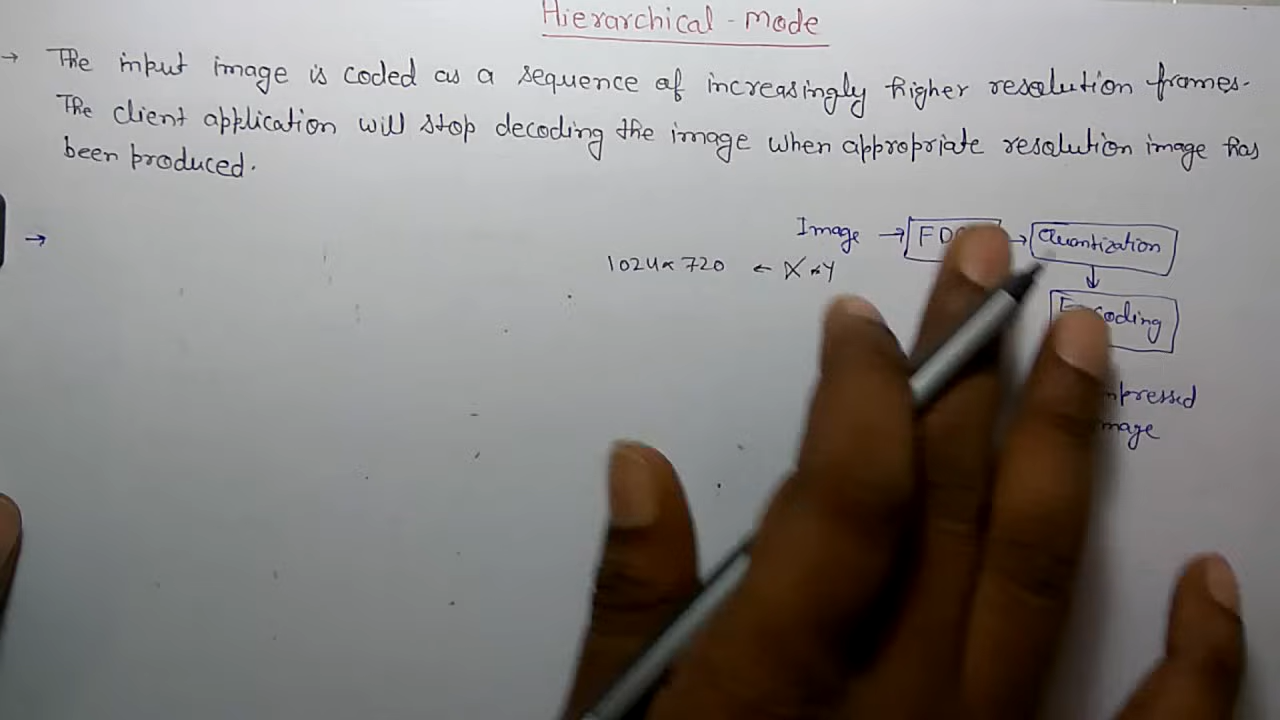 Hierarchical - Mode
→ The input image is coded as a sequence of increasingly higher resolution frames.
The client application will stop decoding the image when appropriate resolution image has
been produced.
→
Image → → Quantization
1024 x 720 ← X x Y